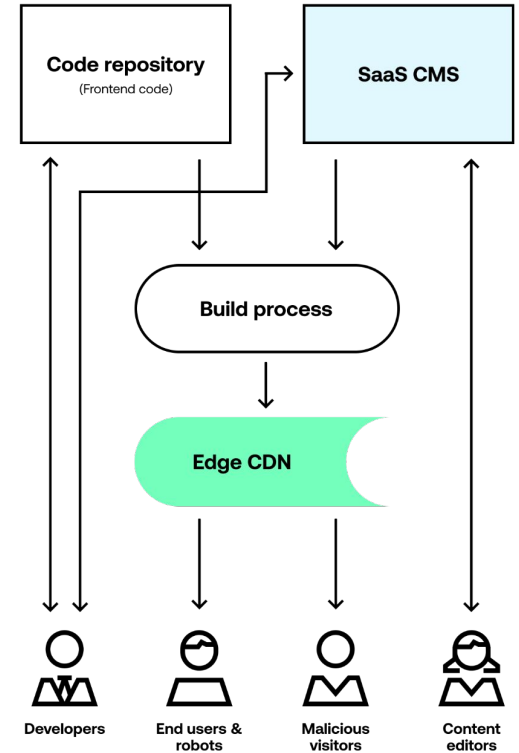 Code repository
(Frontend code)
SaaS CMS
Build process
Edge CDN
Developers
End users &
robots
Malicious
visitors
Content
editors